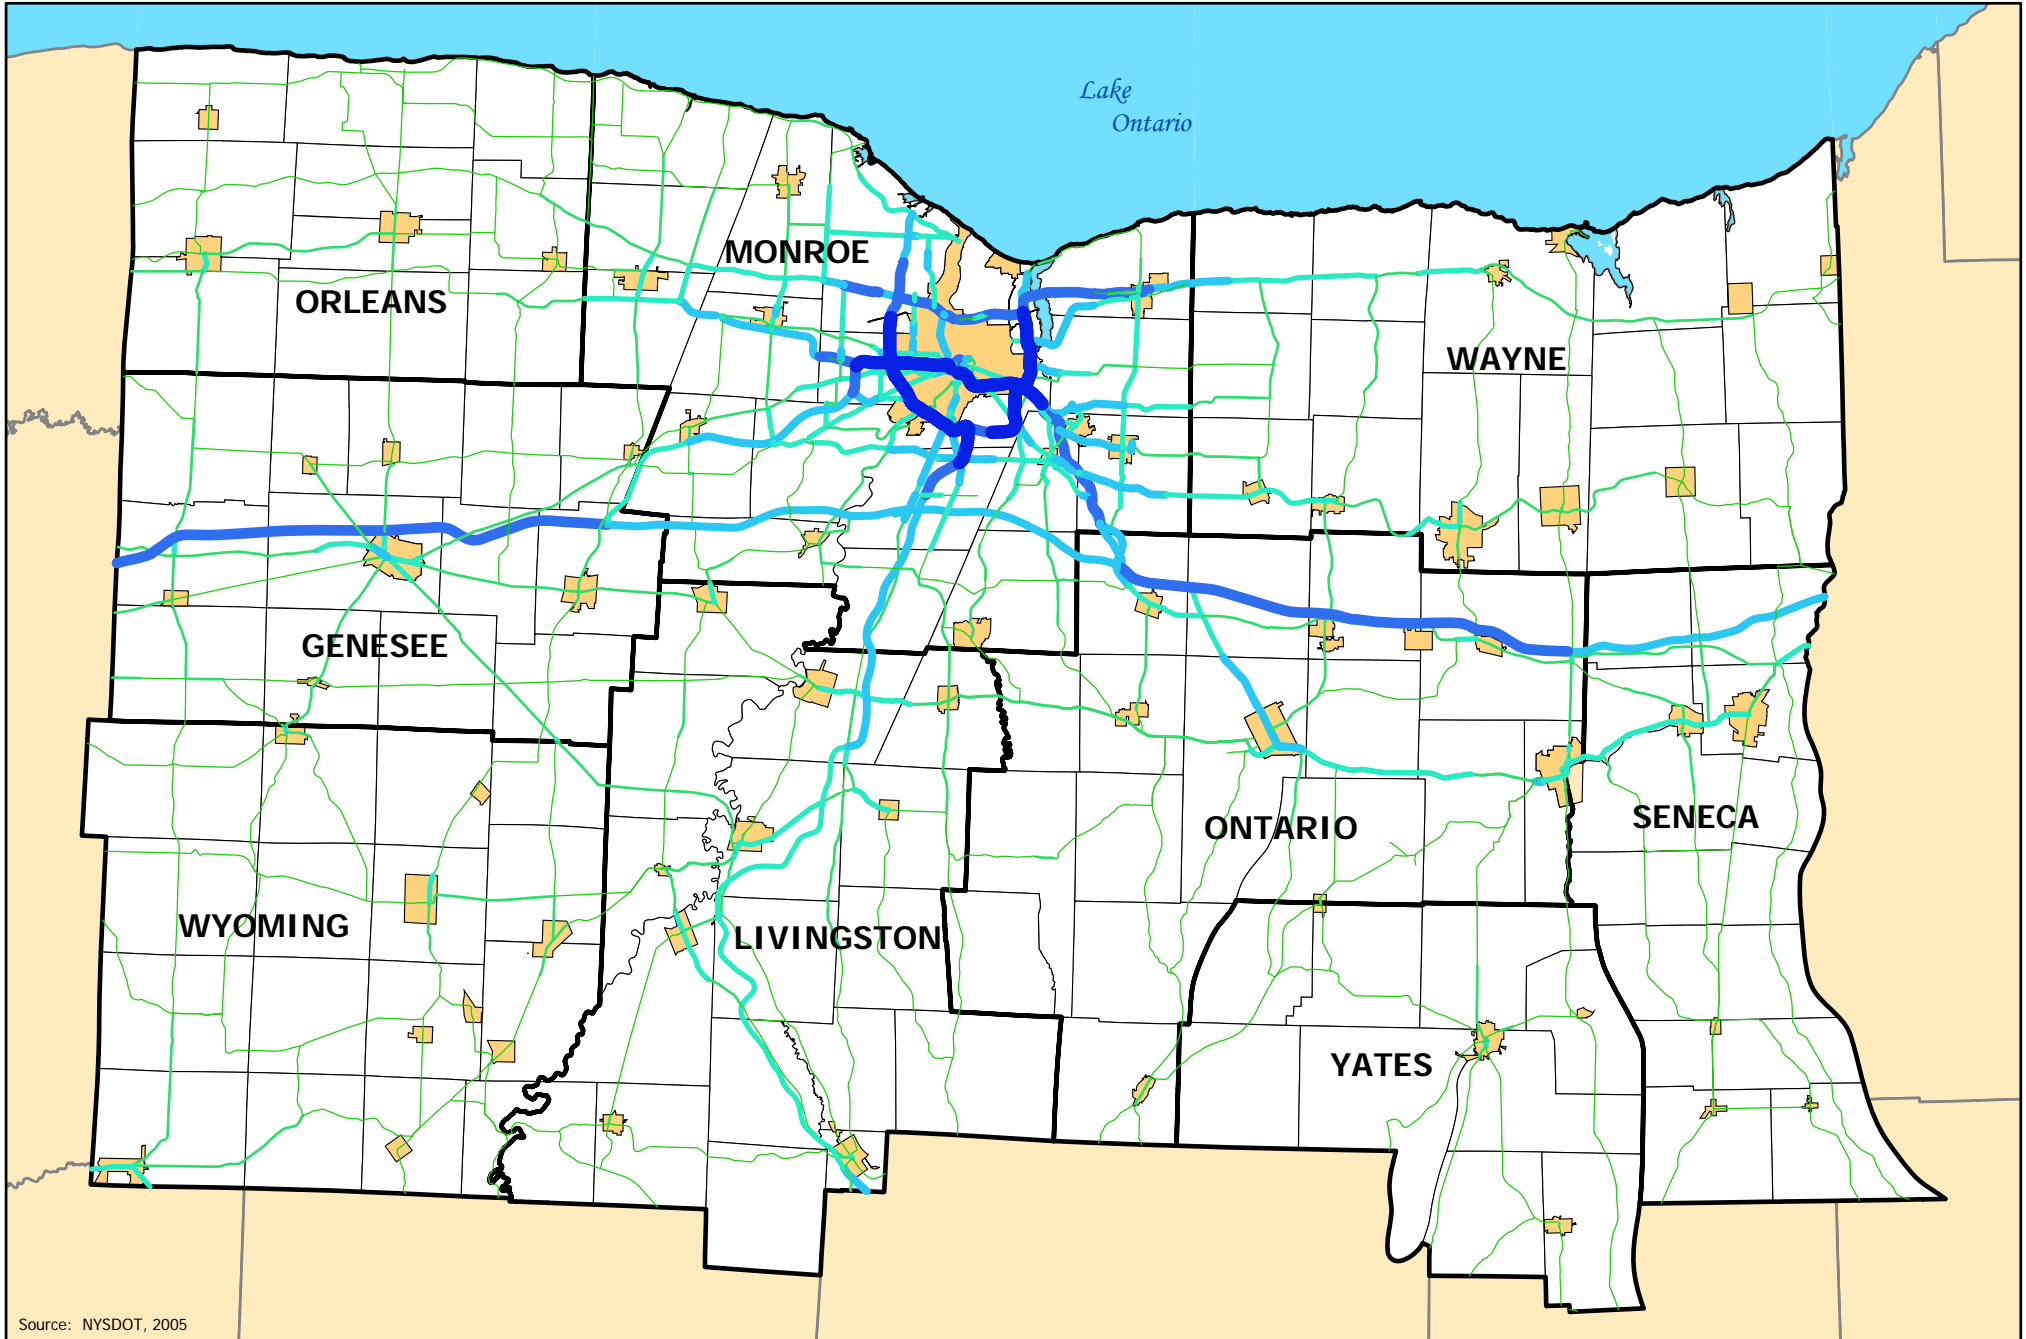 Lake
Ontario
MONROE
ORLEANS
WAYNE
GENESEE
ONTARIO
SENECA
WYOMING
LIVINGSTON
YATES
Source: NYSDOT, 2005